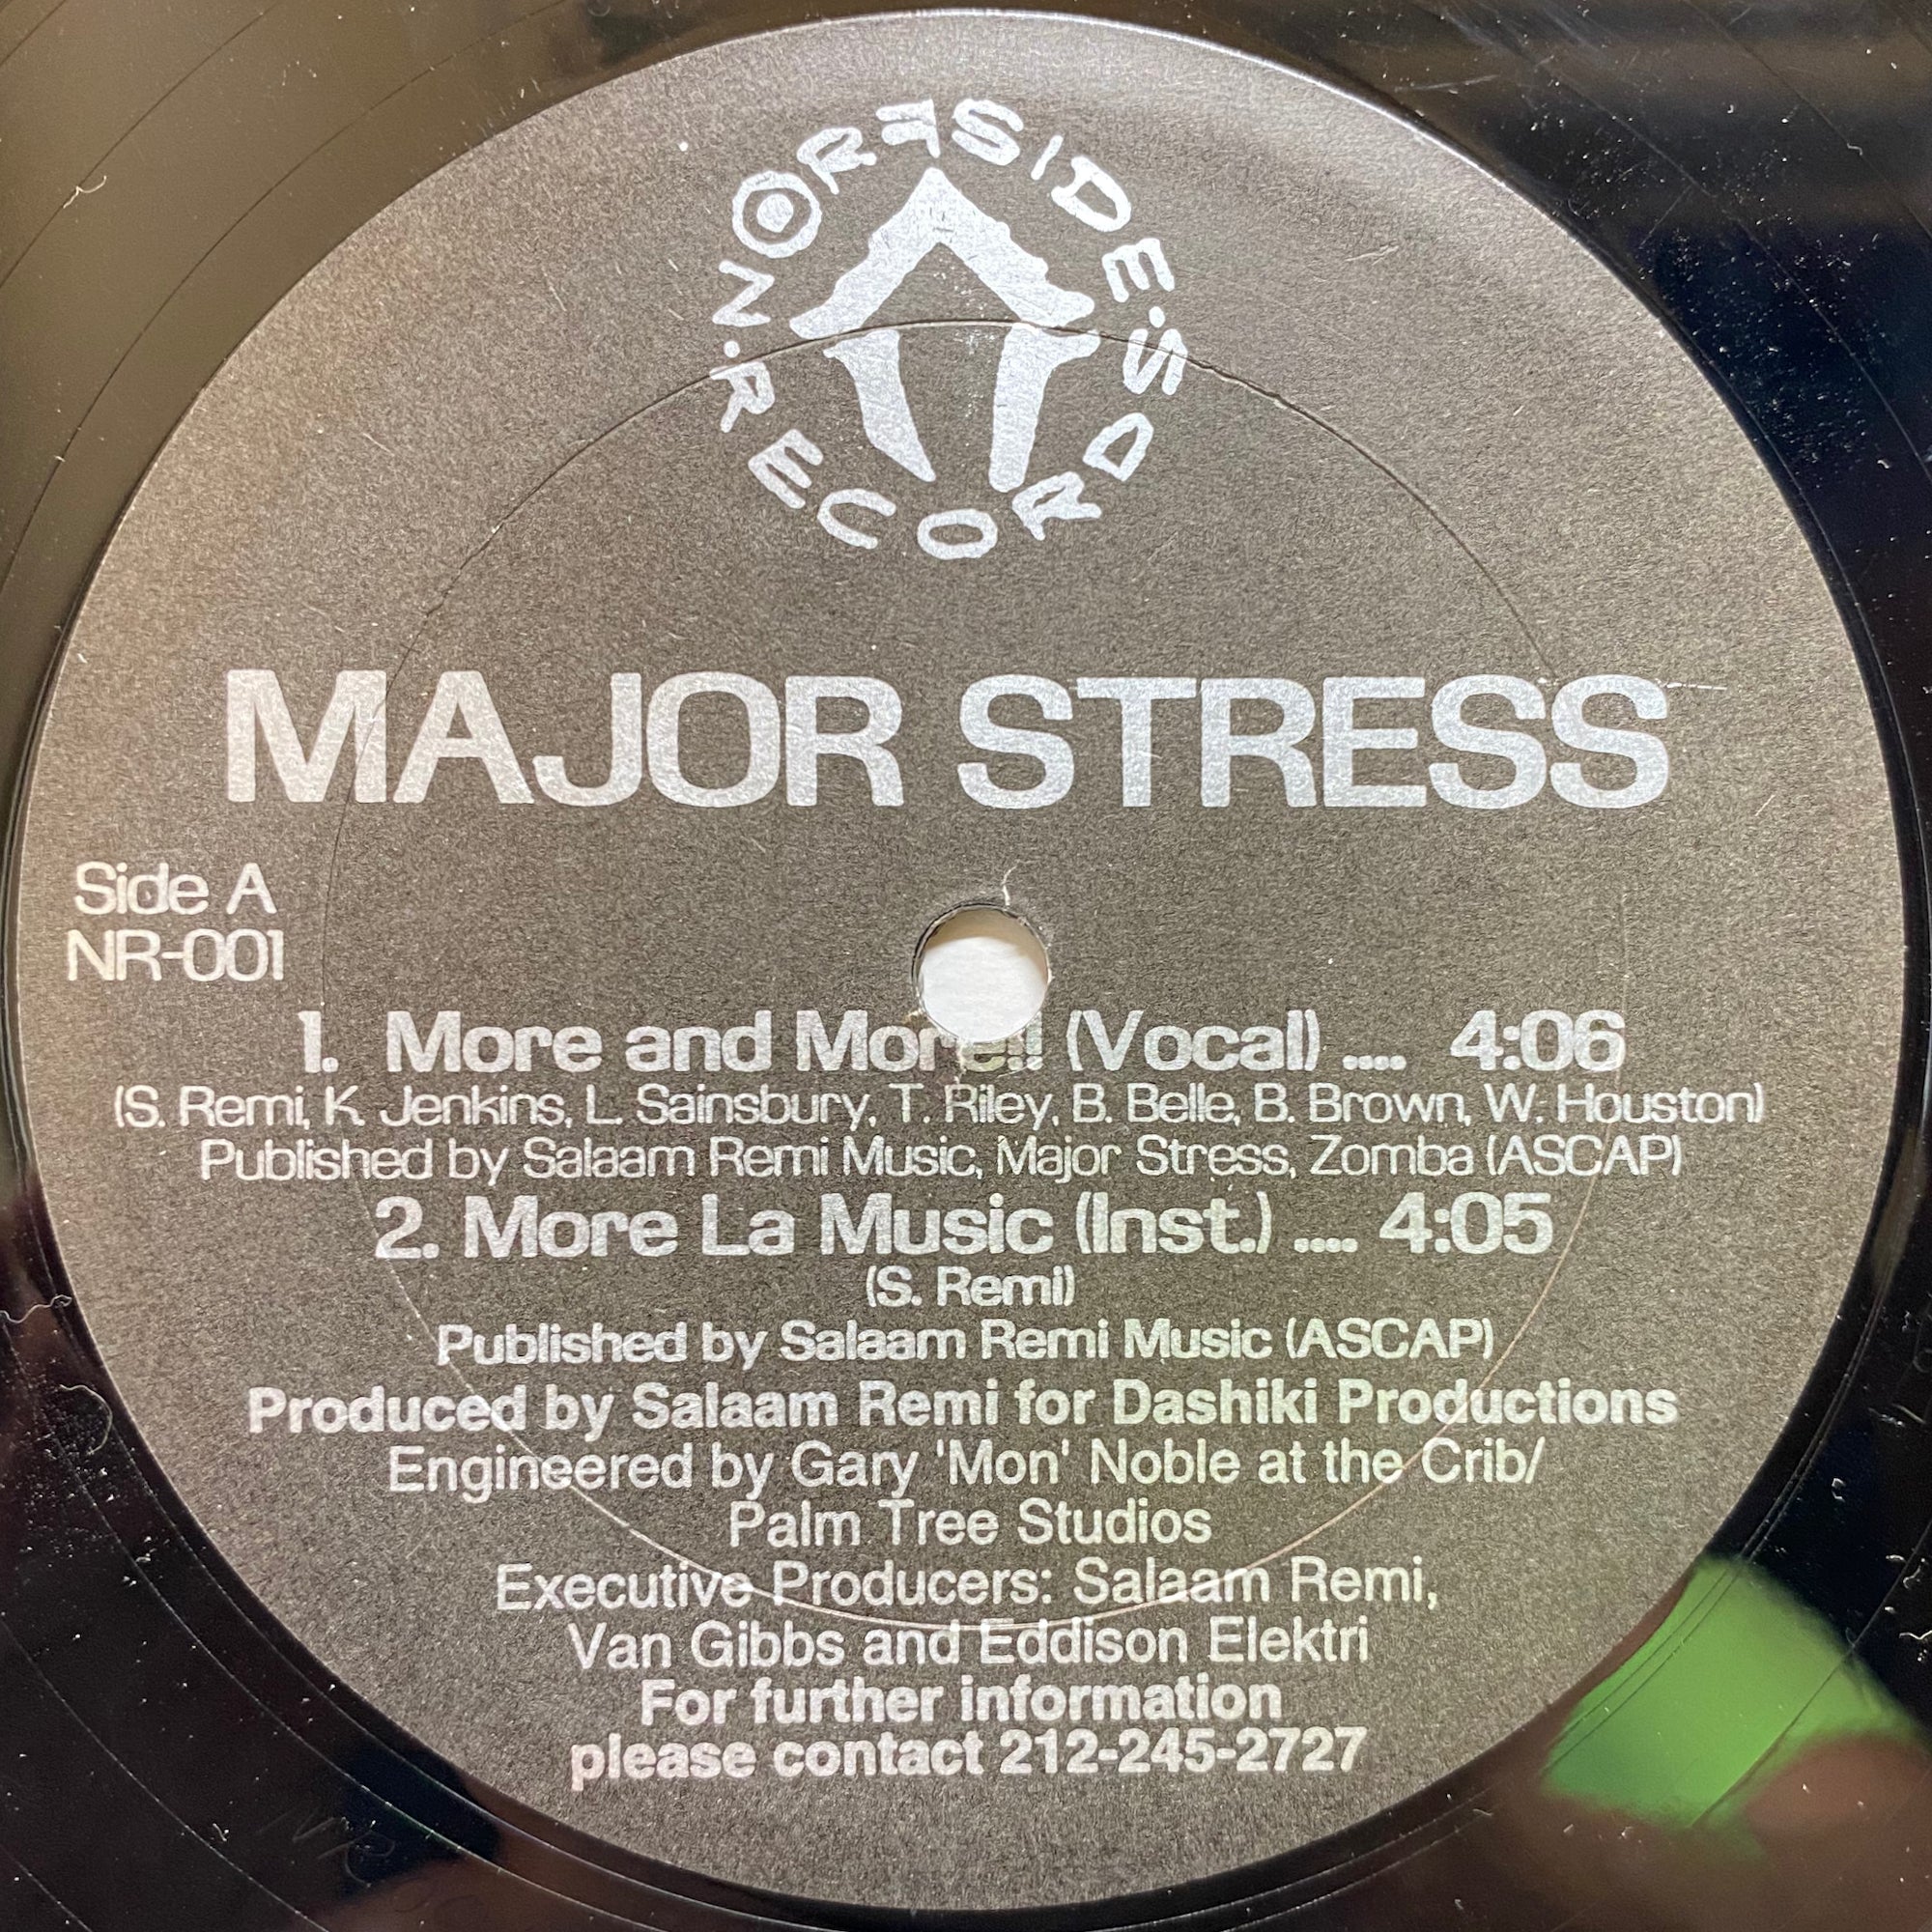 NORFSIDE
RECORDS
MAJOR STRESS
Side A
NR-001
1. More and More!! (Vocal) .... 4:06
(S. Remi, K. Jenkins, L. Sainsbury, T. Riley, B. Belle, B. Brown, W. Houston)
Published by Salaam Remi Music, Major Stress, Zomba (ASCAP)
2. More La Music (Inst.) .... 4:05
(S. Remi)
Published by Salaam Remi Music (ASCAP)
Produced by Salaam Remi for Dashiki Productions
Engineered by Gary 'Mon' Noble at the Crib/
Palm Tree Studios
Executive Producers: Salaam Remi,
Van Gibbs and Eddison Elektri
For further information
please contact 212-245-2727